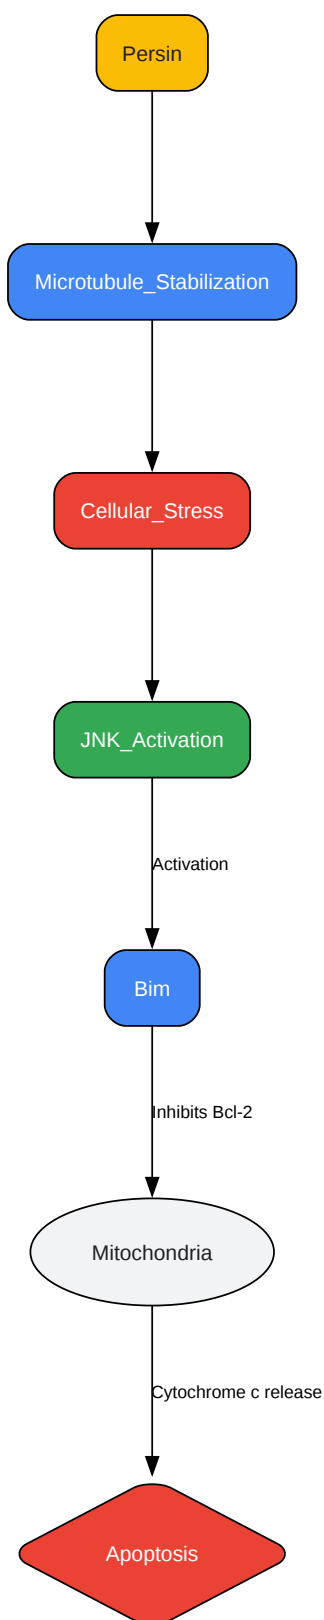 Persin
Microtubule_Stabilization
Cellular_Stress
JNK_Activation
Activation
Bim
Inhibits Bcl-2
Mitochondria
Cytochrome c release
Apoptosis